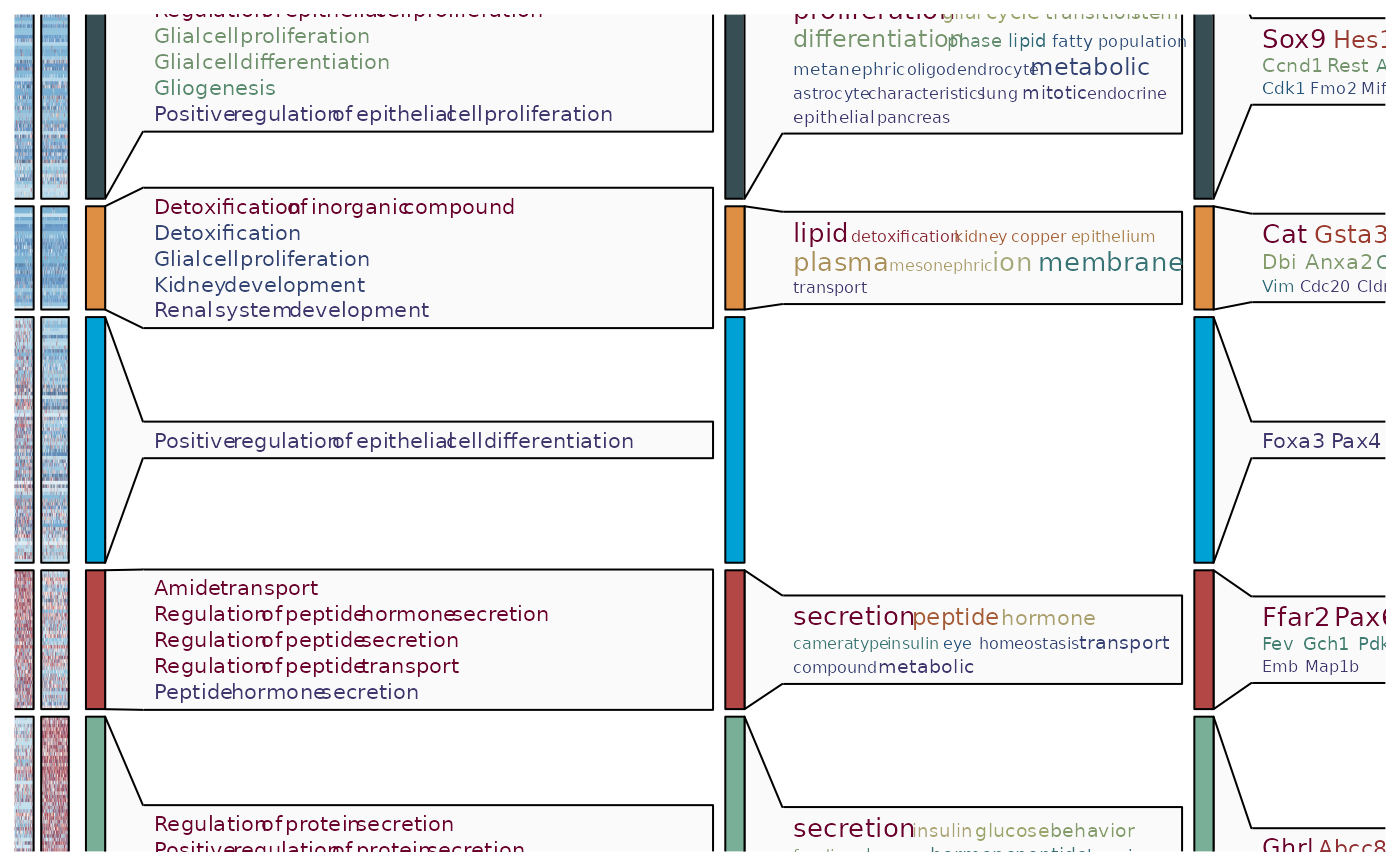 Regulation of epithelial cell proliferation
Glial cell proliferation
Glial cell differentiation
Gliogenesis
Positive regulation of epithelial cell proliferation
proliferation glial cycle transition stem
differentiation phase lipid fatty population
metanephric oligodendrocyte metabolic
astrocyte characteristics lung mitotic endocrine
epithelial pancreas
Sox9 Hes1
Ccnd1 Rest A
Cdk1 Fmo2 Mif
Detoxification of inorganic compound
Detoxification
Glial cell proliferation
Kidney development
Renal system development
lipid detoxification kidney copper epithelium
plasma mesonephric ion membrane
transport
Cat Gsta3
Dbi Anxa2
Vim Cdc20
Positive regulation of epithelial cell differentiation
Foxa3 Pax4
Amide transport
Regulation of peptide hormone secretion
Regulation of peptide secretion
Regulation of peptide transport
Peptide hormone secretion
secretion peptide hormone
cameratype insulin eye homeostasis transport
compound metabolic
Ffar2 Pax6
Fev Gch1 Pdk
Emb Map1b
Regulation of protein secretion
Positive regulation of protein secretion
secretion insulin glucose behavior
hormone peptide
Ghrl Abcc8